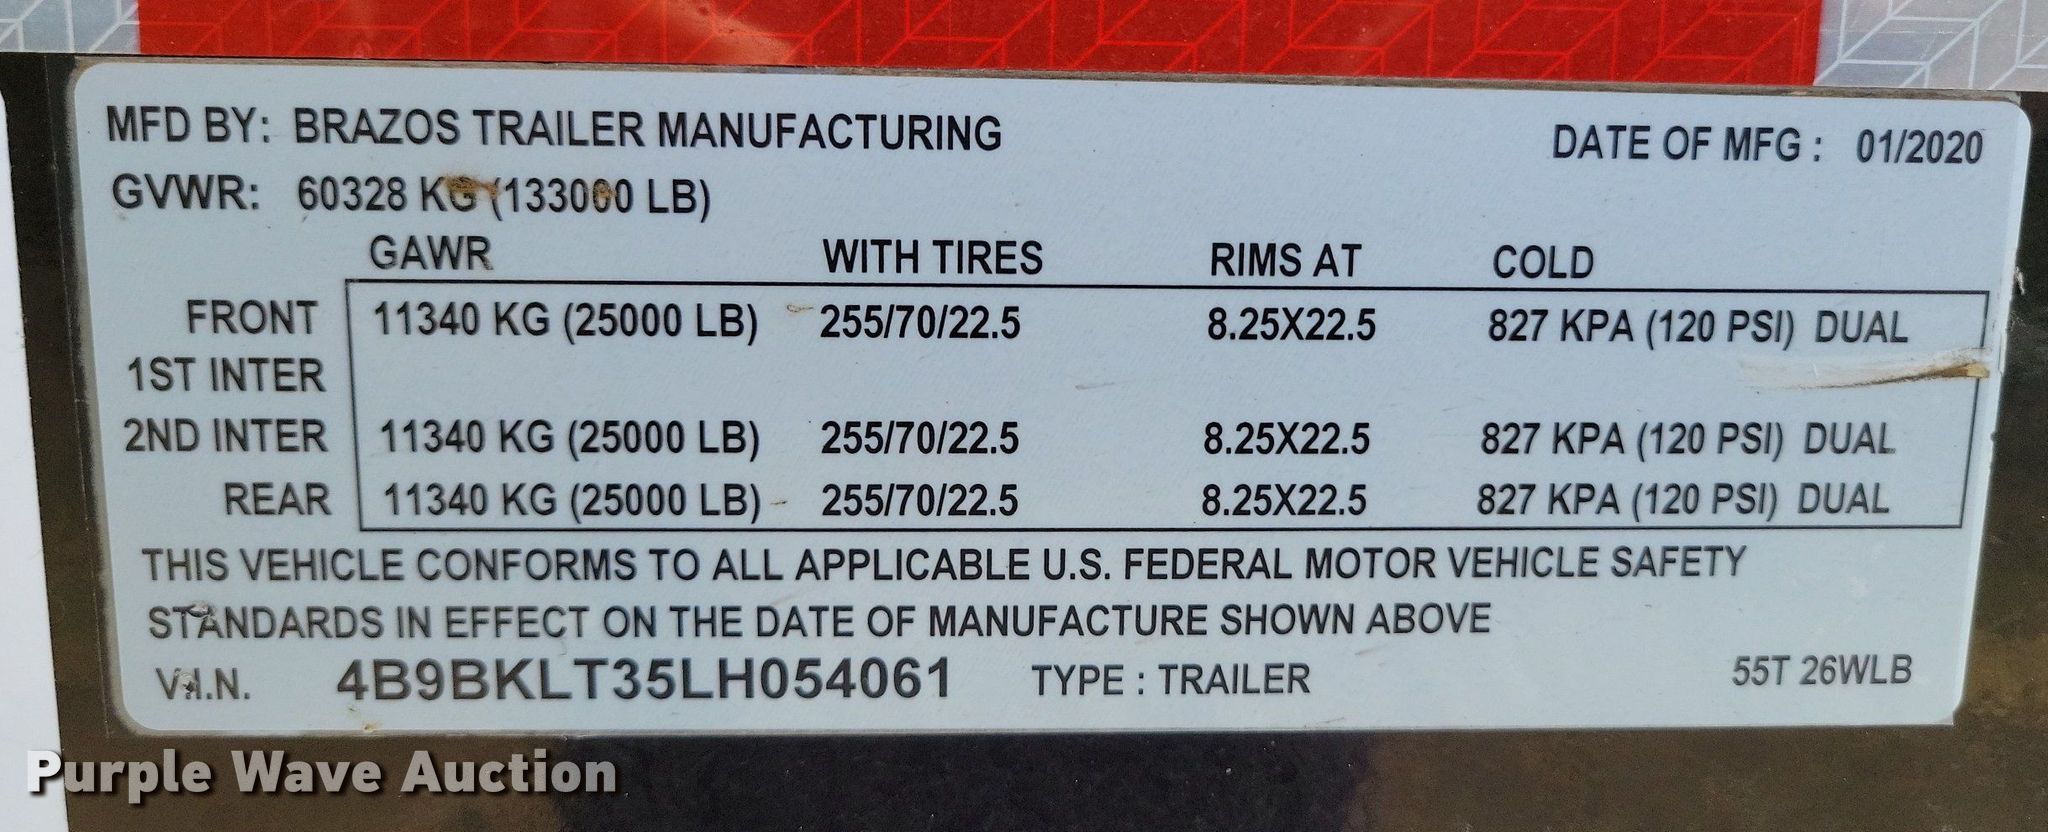 MFD BY: BRAZOS TRAILER MANUFACTURING DATE OF MFG : 01/2020
GVWR: 60328 KG (133000 LB)
GAWR WITH TIRES RIMS AT COLD
FRONT 11340 KG (25000 LB) 255/70/22.5 8.25X22.5 827 KPA (120 PSI) DUAL
1ST INTER
2ND INTER 11340 KG (25000 LB) 255/70/22.5 8.25X22.5 827 KPA (120 PSI) DUAL
REAR 11340 KG (25000 LB) 255/70/22.5 8.25X22.5 827 KPA (120 PSI) DUAL
THIS VEHICLE CONFORMS TO ALL APPLICABLE U.S. FEDERAL MOTOR VEHICLE SAFETY
STANDARDS IN EFFECT ON THE DATE OF MANUFACTURE SHOWN ABOVE
V.I.N. 4B9BKLT35LH054061 TYPE : TRAILER 55T 26WLB
Purple Wave Auction